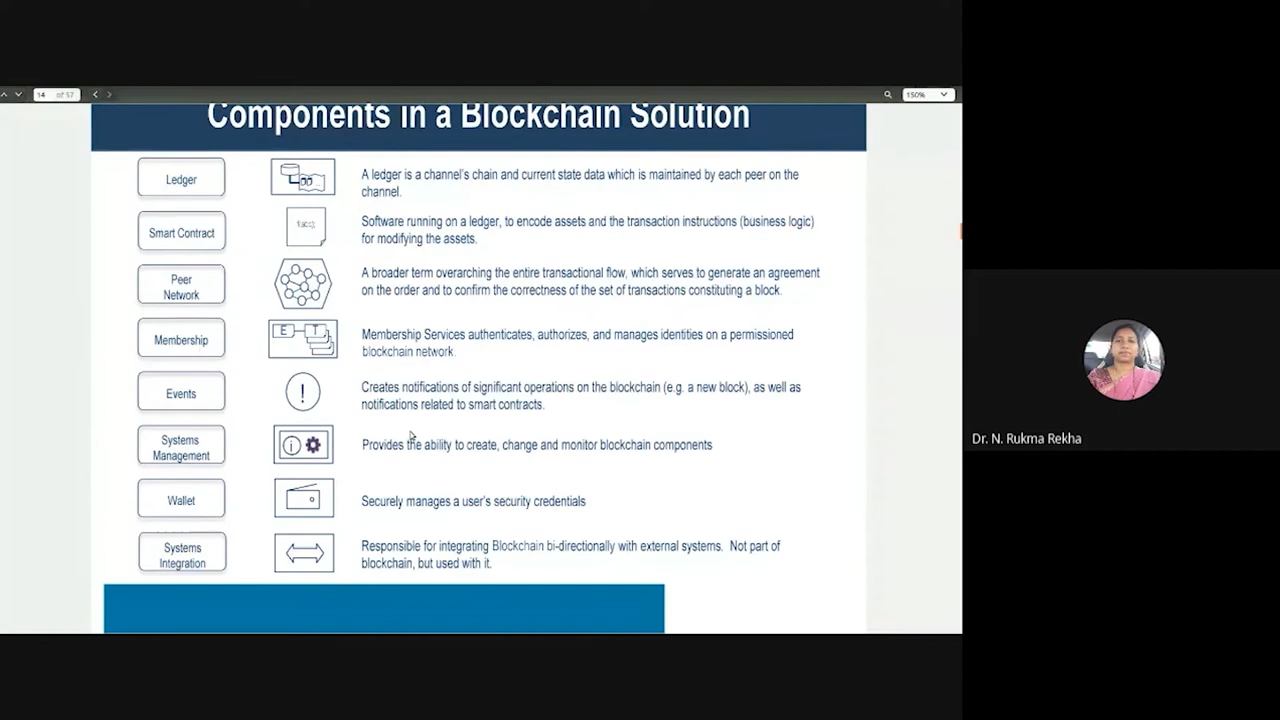 14 of 57
150%
Components in a Blockchain Solution
Ledger
A ledger is a channel's chain and current state data which is maintained by each peer on the
channel.
Smart Contract
Software running on a ledger, to encode assets and the transaction instructions (business logic)
for modifying the assets.
Peer
Network
A broader term overarching the entire transactional flow, which serves to generate an agreement
on the order and to confirm the correctness of the set of transactions constituting a block.
Membership
E T
Membership Services authenticates, authorizes, and manages identities on a permissioned
blockchain network.
Events
!
Creates notifications of significant operations on the blockchain (e.g. a new block), as well as
notifications related to smart contracts.
Systems
Management
i
Provides the ability to create, change and monitor blockchain components
Wallet
Securely manages a user's security credentials
Systems
Integration
Responsible for integrating Blockchain bi-directionally with external systems. Not part of
blockchain, but used with it.
Dr. N. Rukma Rekha